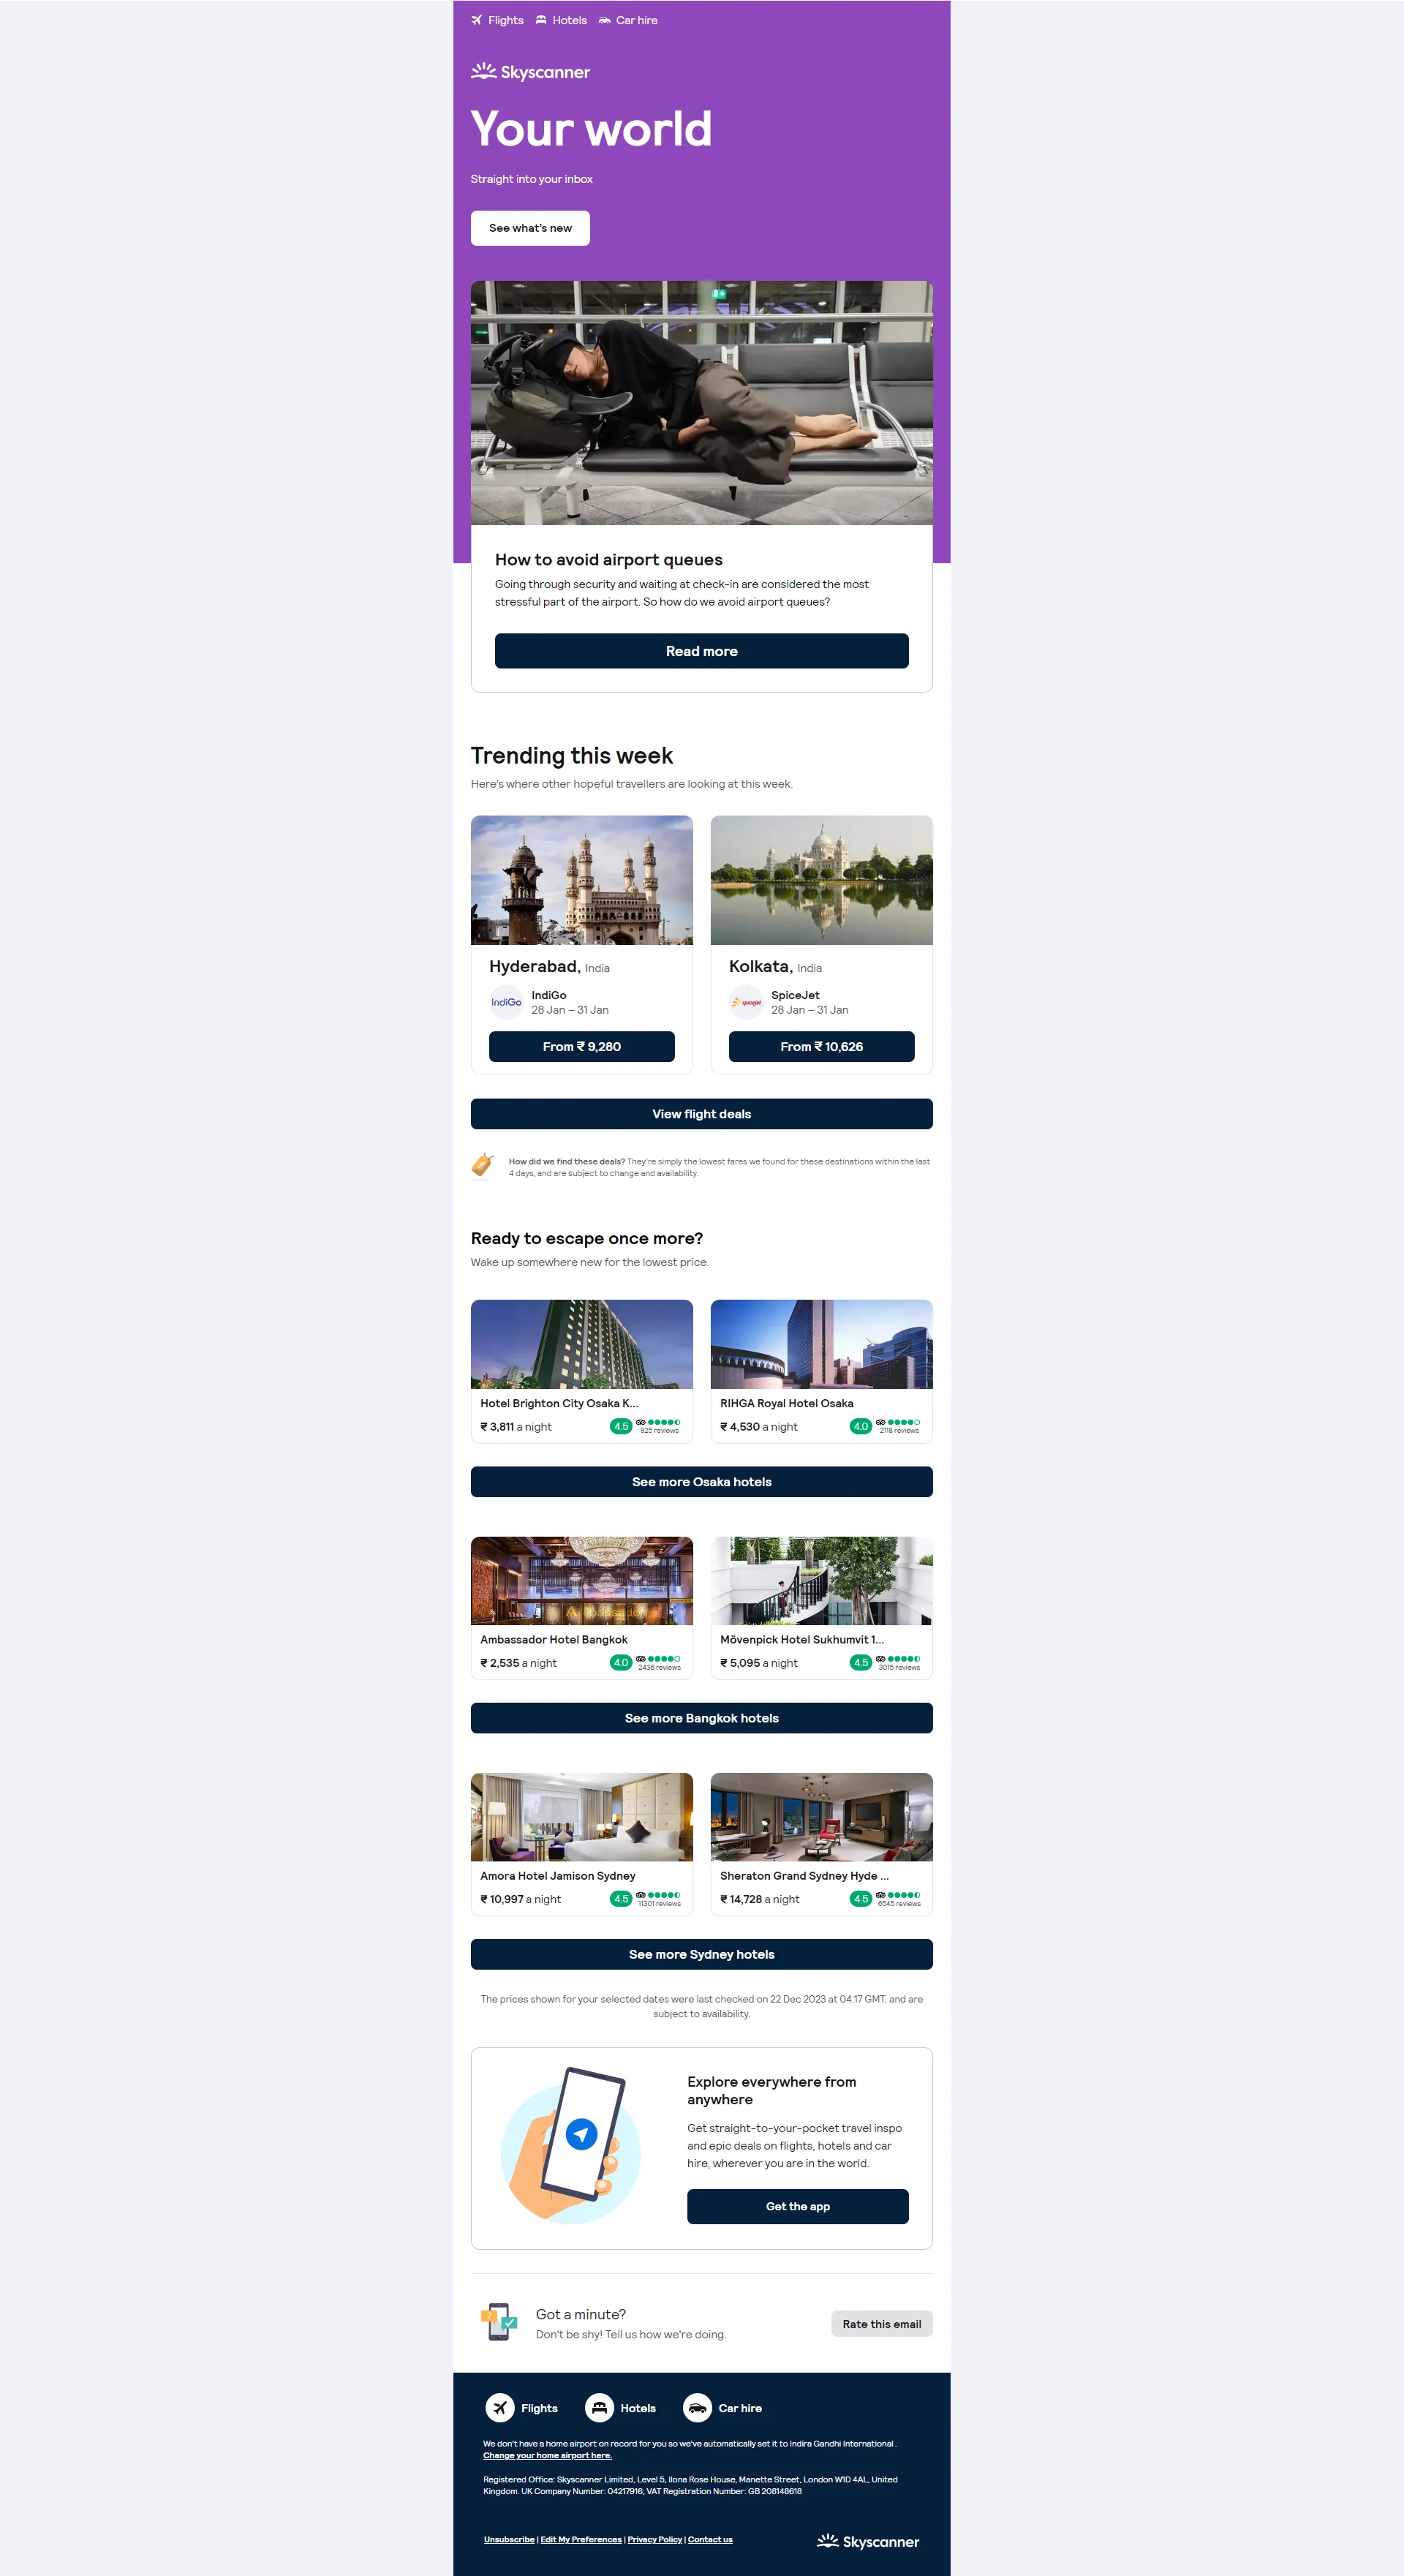 Flights Hotels Car hire
Skyscanner
Your world
Straight into your inbox
See what's new
How to avoid airport queues
Going through security and waiting at check-in are considered the most
stressful part of the airport. So how do we avoid airport queues?
Read more
Trending this week
Here's where other hopeful travellers are looking at this week.
Hyderabad, India
IndiGo
IndiGo
28 Jan – 31 Jan
From ₹ 9,280
Kolkata, India
spicejet
SpiceJet
28 Jan – 31 Jan
From ₹ 10,626
View flight deals
How did we find these deals? They're simply the lowest fares we found for these destinations within the last
4 days, and are subject to change and availability.
Ready to escape once more?
Wake up somewhere new for the lowest price.
Hotel Brighton City Osaka K...
₹ 3,811 a night
4.5
825 reviews
RIHGA Royal Hotel Osaka
₹ 4,530 a night
4.0
2118 reviews
See more Osaka hotels
Ambassador
Ambassador Hotel Bangkok
₹ 2,535 a night
4.0
2436 reviews
Mövenpick Hotel Sukhumvit 1...
₹ 5,095 a night
4.5
3015 reviews
See more Bangkok hotels
Amora Hotel Jamison Sydney
₹ 10,997 a night
4.5
11301 reviews
Sheraton Grand Sydney Hyde ...
₹ 14,728 a night
4.5
6545 reviews
See more Sydney hotels
The prices shown for your selected dates were last checked on 22 Dec 2023 at 04:17 GMT, and are
subject to availability.
Explore everywhere from
anywhere
Get straight-to-your-pocket travel inspo
and epic deals on flights, hotels and car
hire, wherever you are in the world.
Get the app
Got a minute?
Don't be shy! Tell us how we're doing.
Rate this email
Flights Hotels Car hire
We don't have a home airport on record for you so we've automatically set it to Indira Gandhi International .
Change your home airport here.
Registered Office: Skyscanner Limited, Level 5, Ilona Rose House, Manette Street, London W1D 4AL, United
Kingdom. UK Company Number: 04217916; VAT Registration Number: GB 208148618
Unsubscribe | Edit My Preferences | Privacy Policy | Contact us
Skyscanner